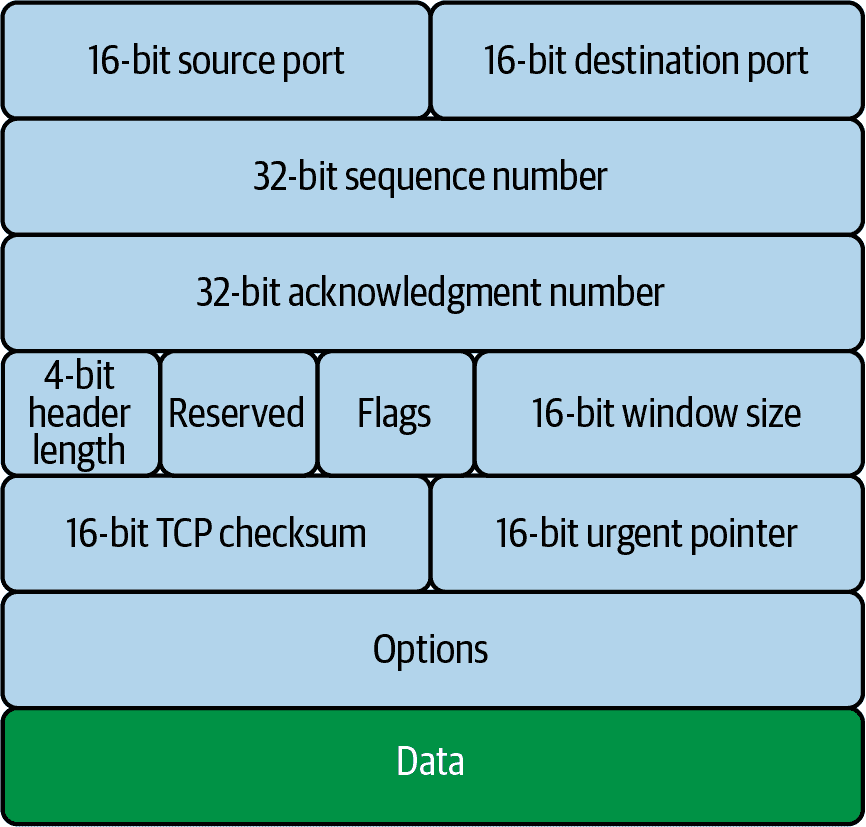 16-bit source port
16-bit destination port
32-bit sequence number
32-bit acknowledgment number
4-bit
header
length
Reserved
Flags
16-bit window size
16-bit TCP checksum
16-bit urgent pointer
Options
Data